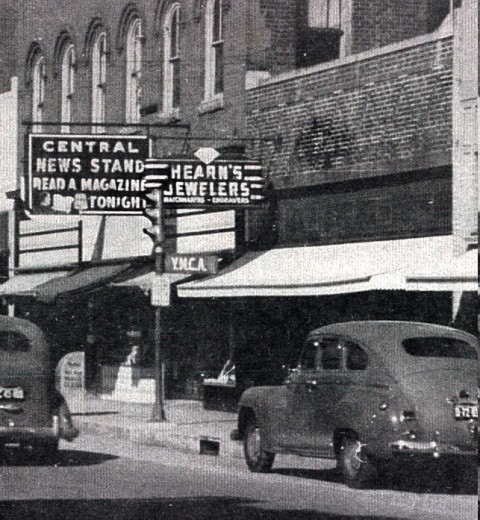 CENTRAL
NEWS STAND
READ A MAGAZINE
TONIGHT
HEARN'S
JEWELERS
WATCHMAKERS - ENGRAVERS
Y.M.C.A.